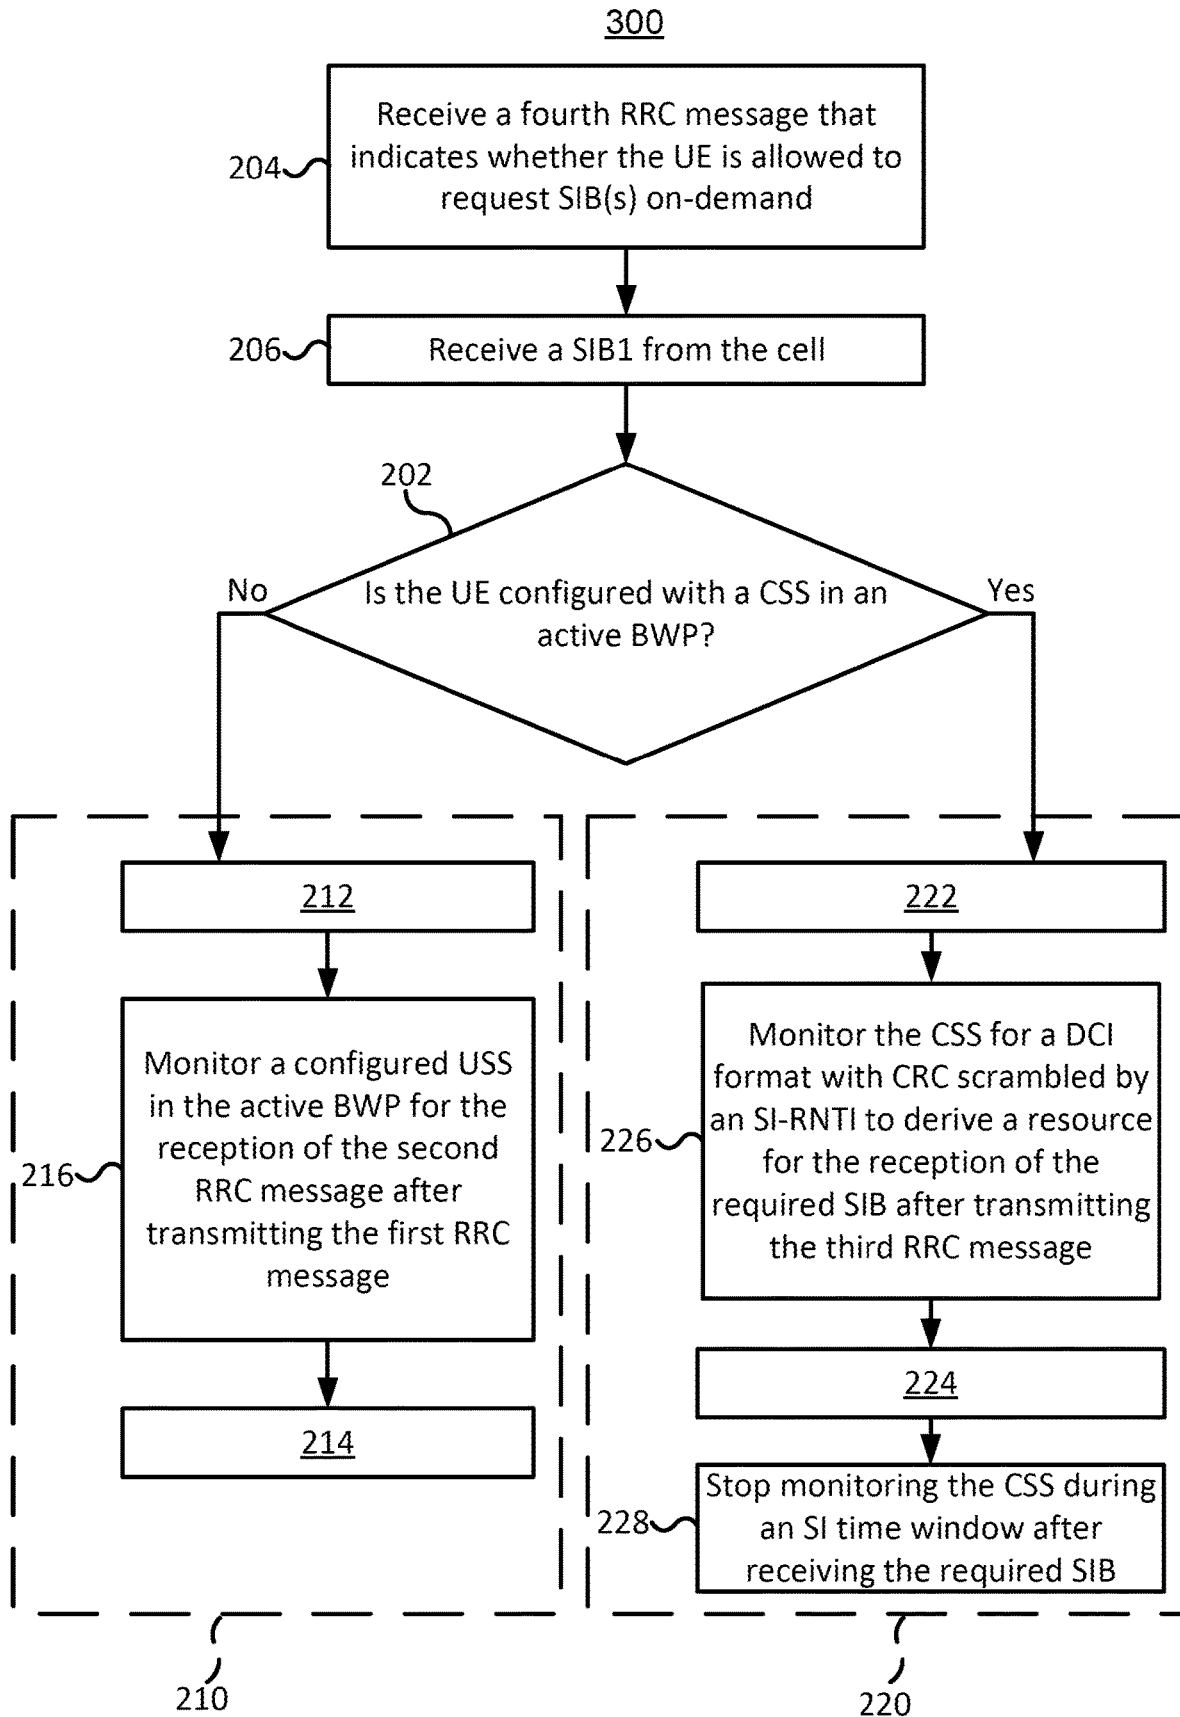 300
Receive a fourth RRC message that
indicates whether the UE is allowed to
request SIB(s) on-demand
204
Receive a SIB1 from the cell
206
202
No
Is the UE configured with a CSS in an
active BWP?
Yes
212
Monitor a configured USS
in the active BWP for the
reception of the second
RRC message after
transmitting the first RRC
message
216
214
210
222
Monitor the CSS for a DCI
format with CRC scrambled by
an SI-RNTI to derive a resource
for the reception of the
required SIB after transmitting
the third RRC message
226
224
Stop monitoring the CSS during
an SI time window after
receiving the required SIB
228
220